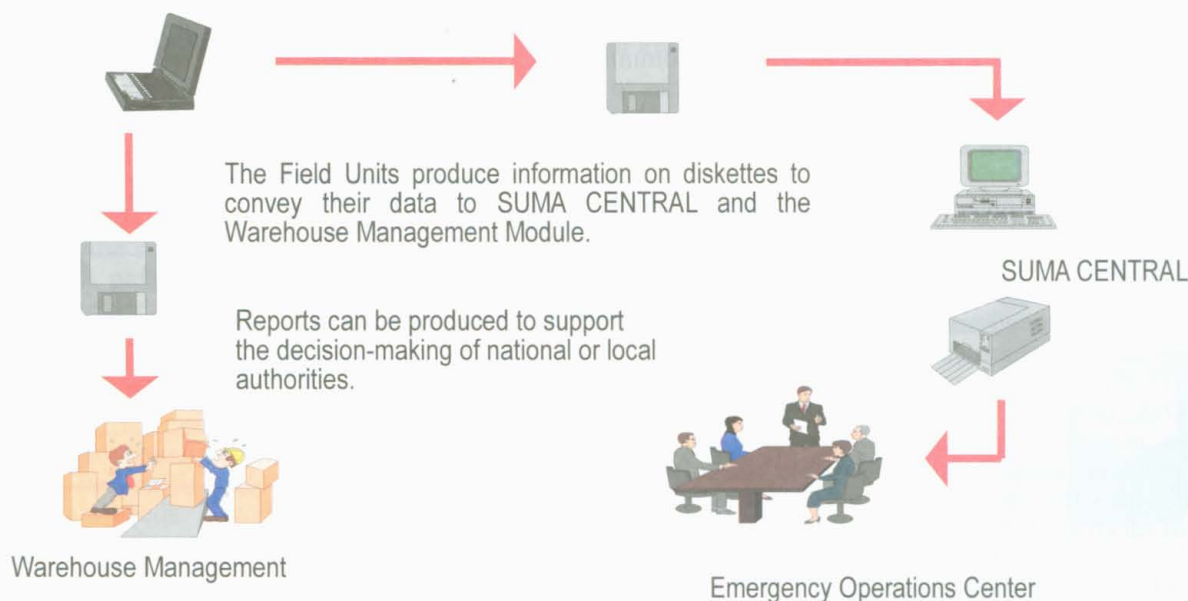 The Field Units produce information on diskettes to
convey their data to SUMA CENTRAL and the
Warehouse Management Module.
SUMA CENTRAL
Reports can be produced to support
the decision-making of national or local
authorities.
Warehouse Management
Emergency Operations Center